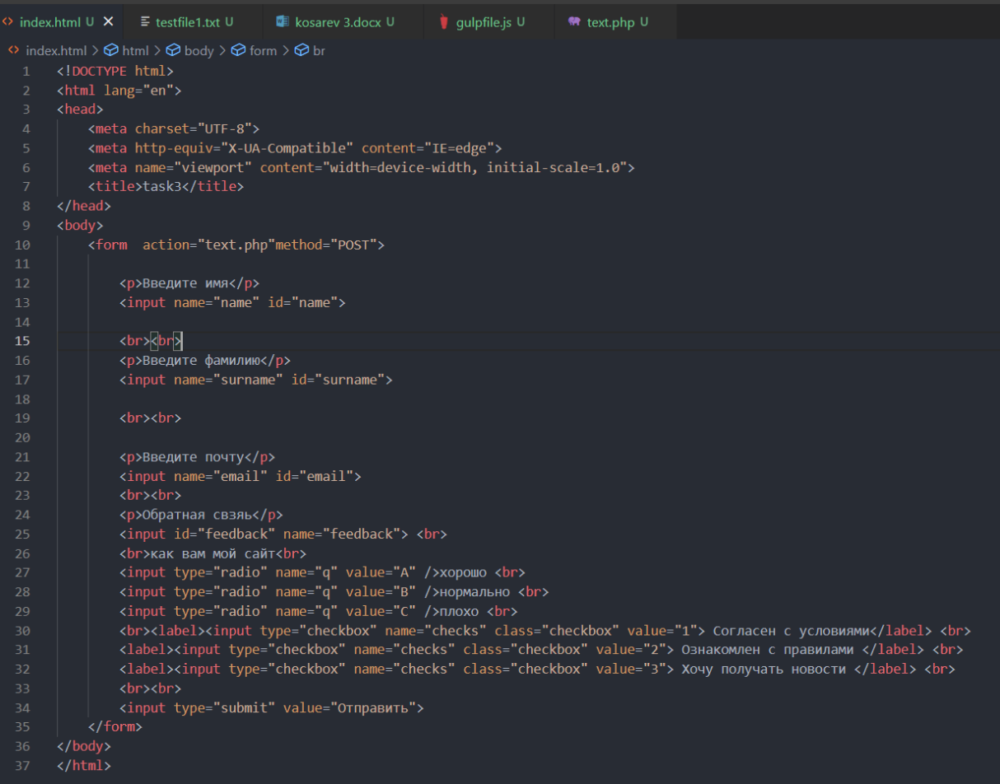 index.html U testfile1.txt U kosarev 3.docx U gulpfile.js U text.php U
index.html > html > body > form > br
1 <!DOCTYPE html>
2 <html lang="en">
3 <head>
4 <meta charset="UTF-8">
5 <meta http-equiv="X-UA-Compatible" content="IE=edge">
6 <meta name="viewport" content="width=device-width, initial-scale=1.0">
7 <title>task3</title>
8 </head>
9 <body>
10 <form  action="text.php"method="POST">
11
12 <p>Введите имя</p>
13 <input name="name" id="name">
14
15 <br><br>
16 <p>Введите фамилию</p>
17 <input name="surname" id="surname">
18
19 <br><br>
20
21 <p>Введите почту</p>
22 <input name="email" id="email">
23 <br><br>
24 <p>Обратная свзяь</p>
25 <input id="feedback" name="feedback"> <br>
26 <br>как вам мой сайт<br>
27 <input type="radio" name="q" value="A" />хорошо <br>
28 <input type="radio" name="q" value="B" />нормально <br>
29 <input type="radio" name="q" value="C" />плохо <br>
30 <br><label><input type="checkbox" name="checks" class="checkbox" value="1"> Согласен с условиями</label> <br>
31 <label><input type="checkbox" name="checks" class="checkbox" value="2"> Ознакомлен с правилами </label> <br>
32 <label><input type="checkbox" name="checks" class="checkbox" value="3"> Хочу получать новости </label> <br>
33 <br><br>
34 <input type="submit" value="Отправить">
35 </form>
36 </body>
37 </html>